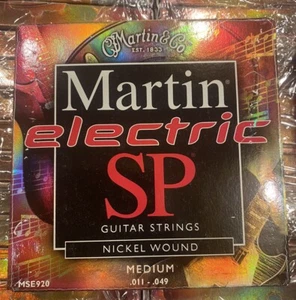 C.F. Martin & Co.
EST. 1833
Martin
electric
SP
GUITAR STRINGS
NICKEL WOUND
MEDIUM
.011 - .049
MSE920